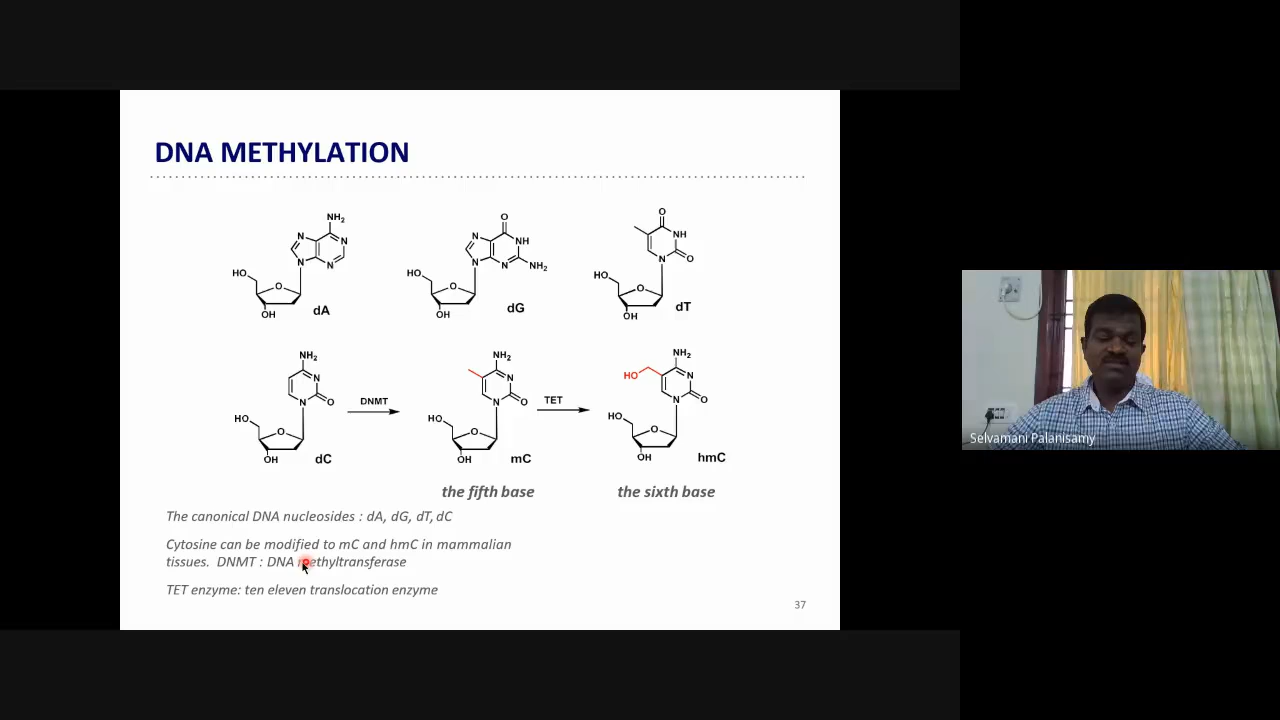 DNA METHYLATION
NH2
N
N
N
N
HO
O
OH
dA
O
N
NH
N
N
NH2
HO
O
OH
dG
O
NH
N
O
HO
O
OH
dT
NH2
N
N
O
HO
O
OH
dC
DNMT
NH2
N
N
O
HO
O
OH
mC
TET
NH2
HO
N
N
O
HO
O
OH
hmC
the fifth base
the sixth base
The canonical DNA nucleosides : dA, dG, dT, dC
Cytosine can be modified to mC and hmC in mammalian
tissues. DNMT : DNA methyltransferase
TET enzyme: ten eleven translocation enzyme
37
Selvamani Palanisamy